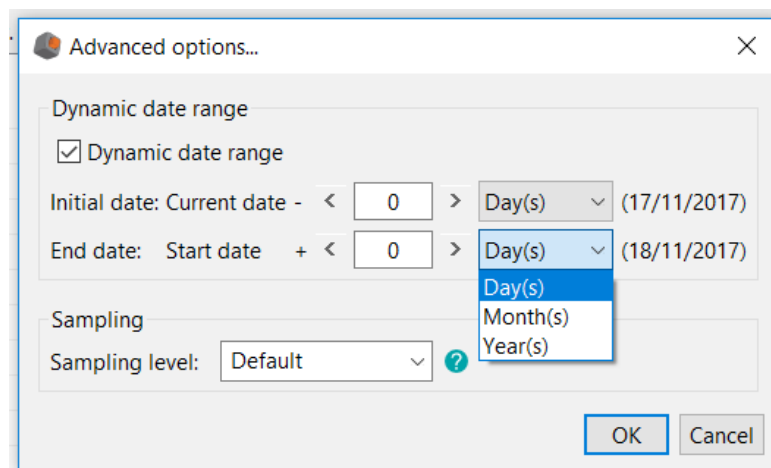 Advanced options...
Dynamic date range
Dynamic date range
Initial date: Current date - < 0 > Day(s) (17/11/2017)
End date: Start date + < 0 > Day(s) (18/11/2017)
Day(s)
Month(s)
Year(s)
Sampling
Sampling level: Default ?
OK Cancel